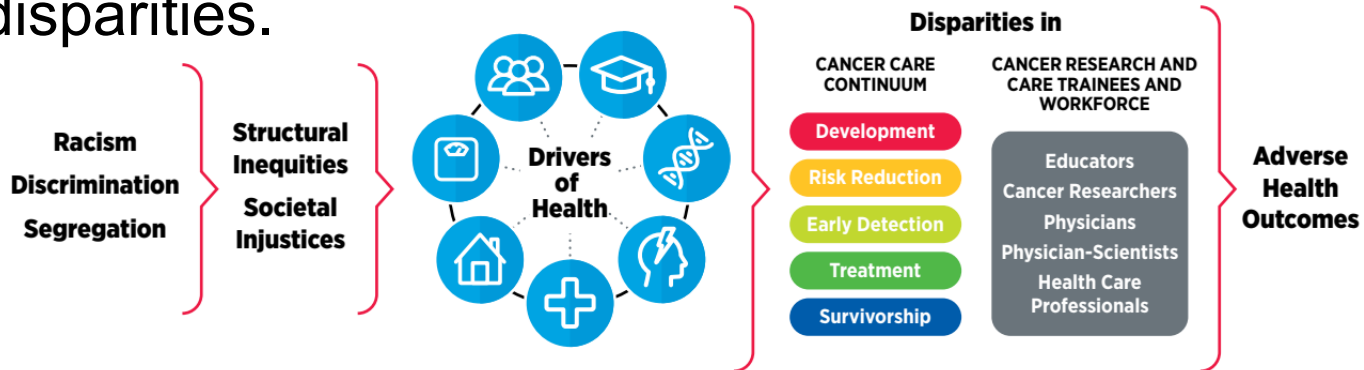 disparities.
Racism
Discrimination
Segregation
Structural
Inequities
Societal
Injustices
Drivers
of
Health
Disparities in
CANCER CARE
CONTINUUM
Development
Risk Reduction
Early Detection
Treatment
Survivorship
CANCER RESEARCH AND
CARE TRAINEES AND
WORKFORCE
Educators
Cancer Researchers
Physicians
Physician-Scientists
Health Care
Professionals
Adverse
Health
Outcomes